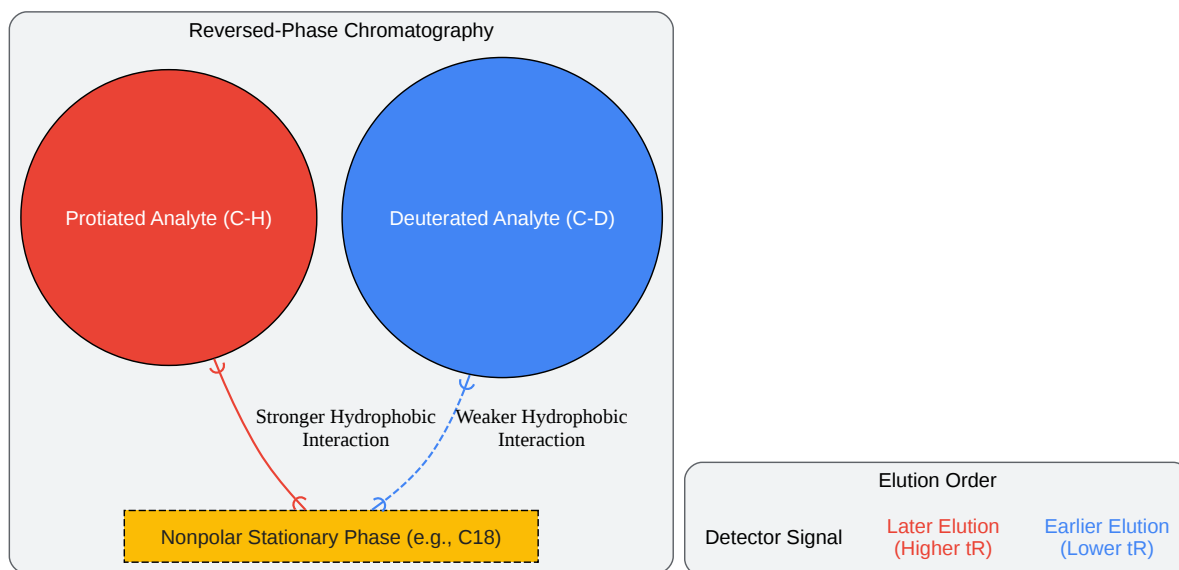 Reversed-Phase Chromatography
Protiated Analyte (C-H)
Deuterated Analyte (C-D)
Stronger Hydrophobic
Interaction
Weaker Hydrophobic
Interaction
Nonpolar Stationary Phase (e.g., C18)
Elution Order
Detector Signal
Later Elution
(Higher tR)
Earlier Elution
(Lower tR)